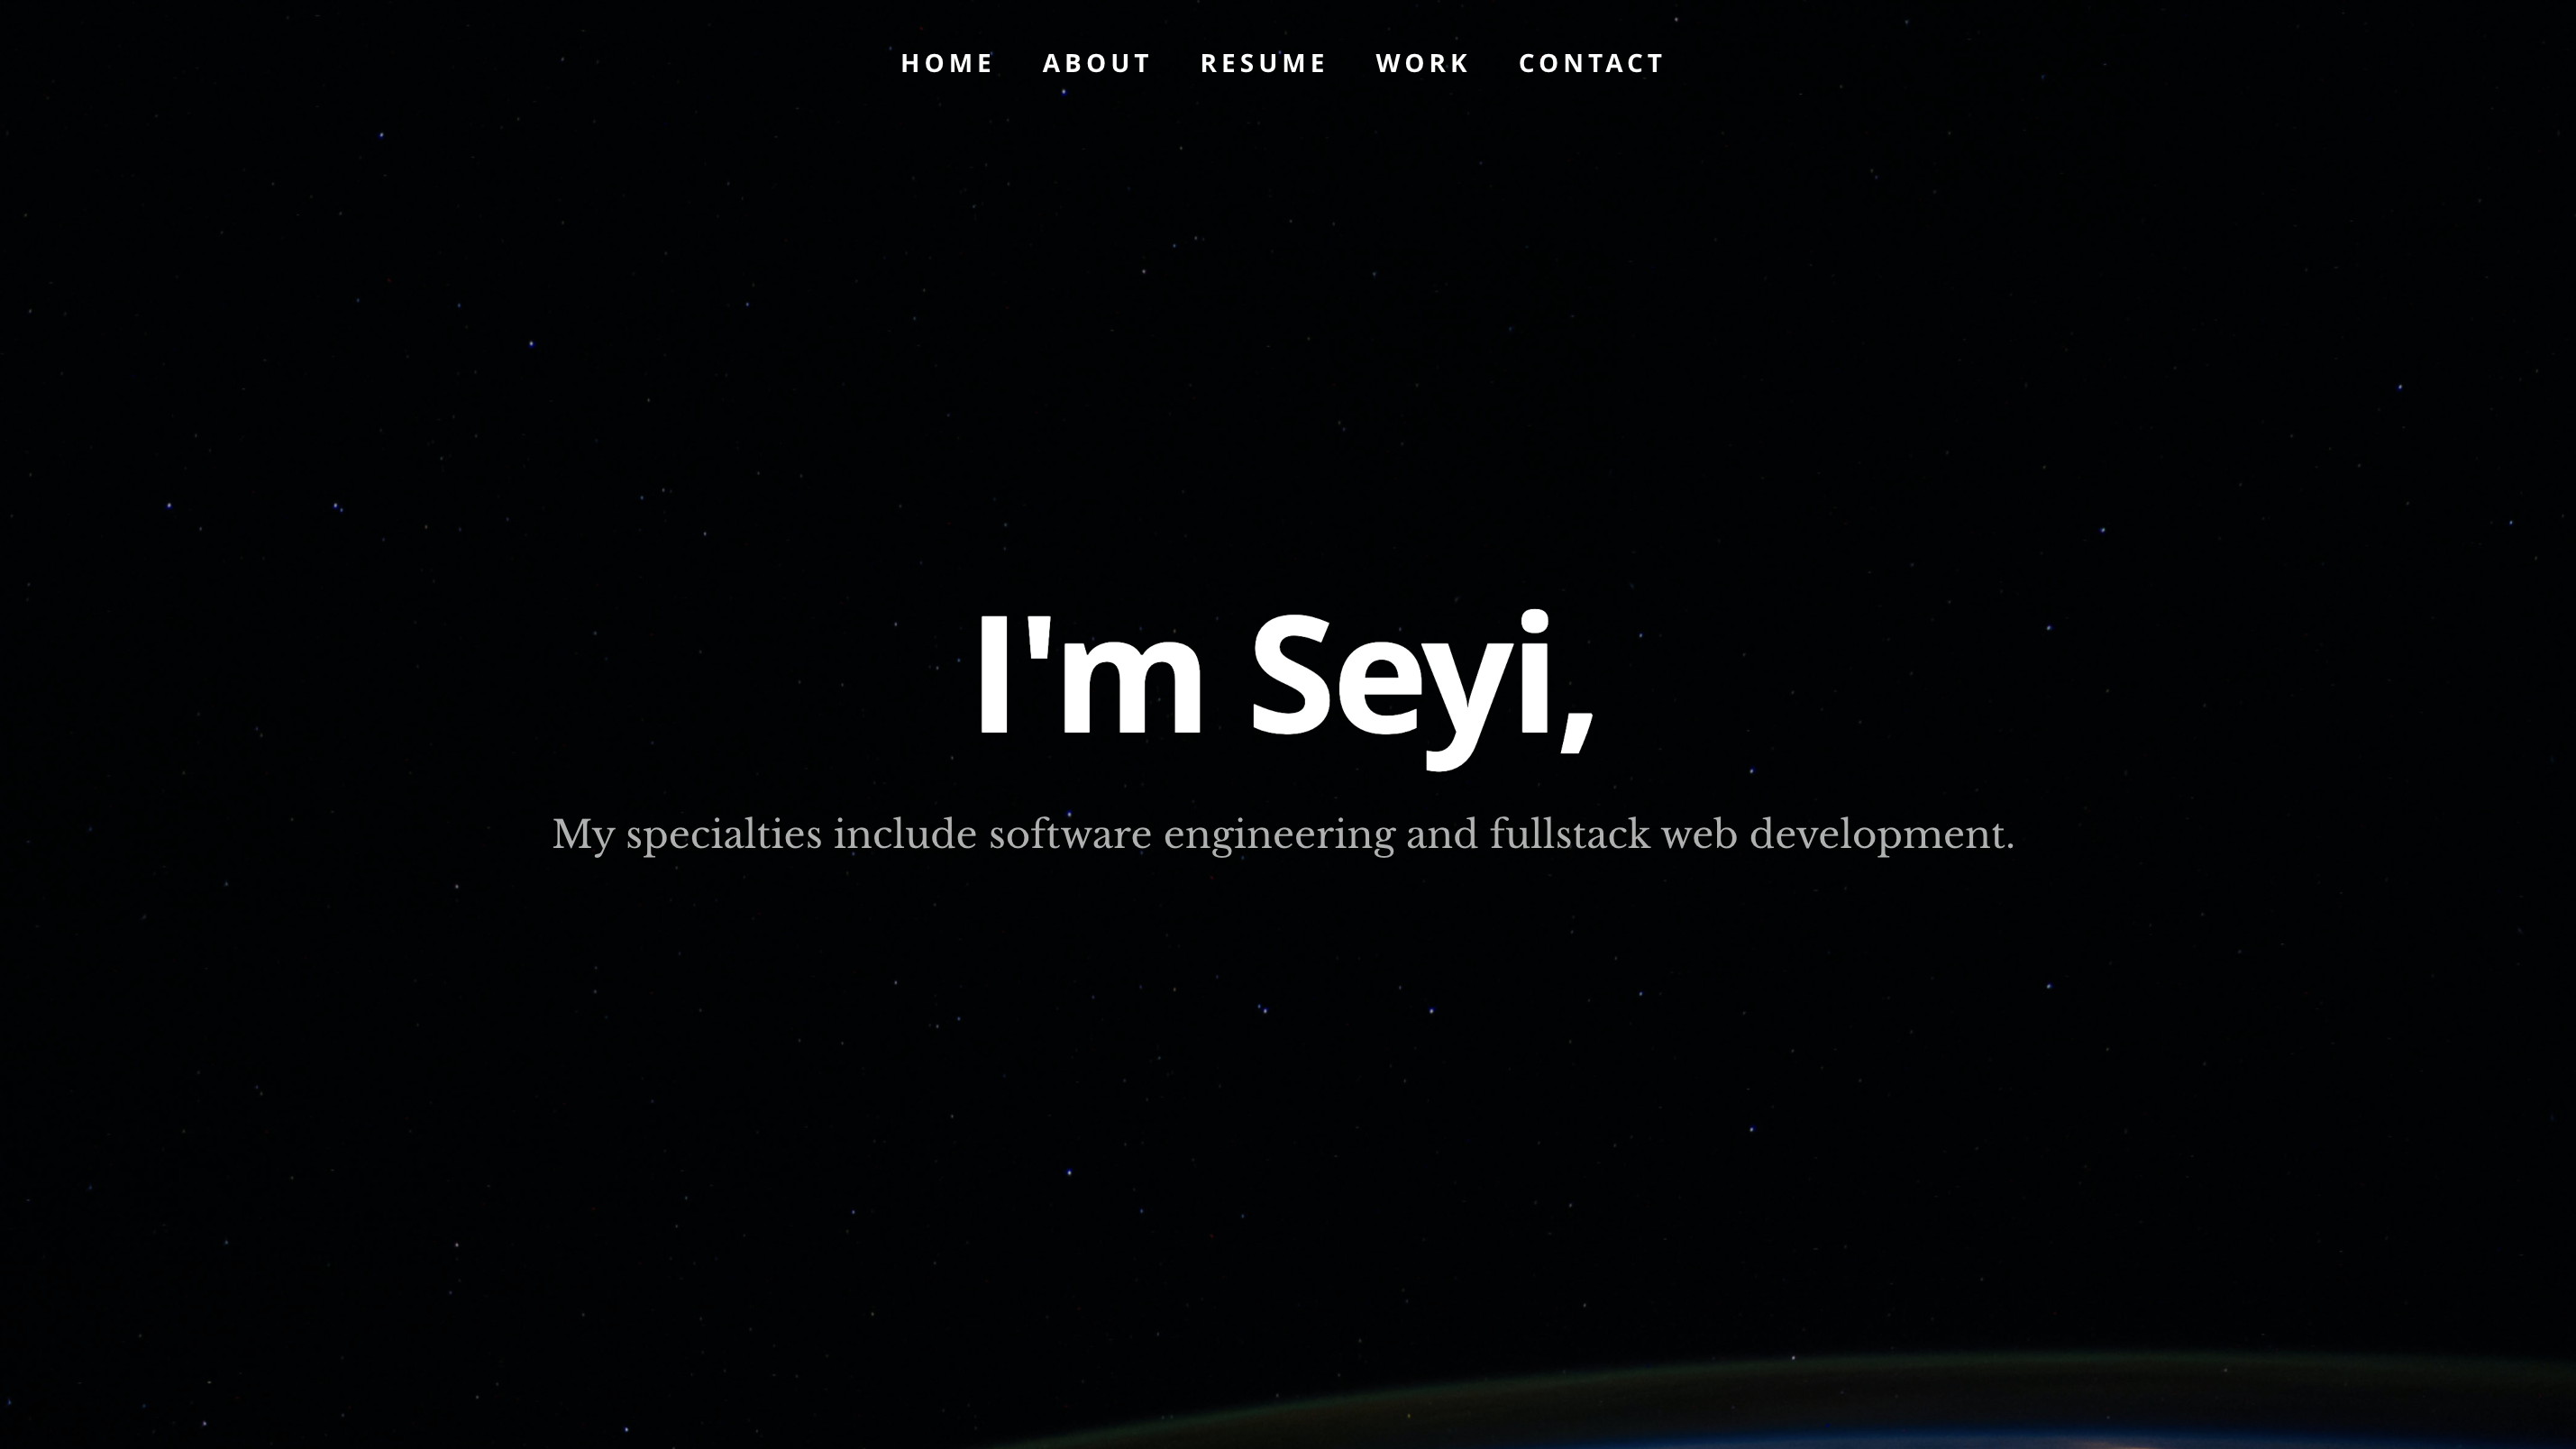 HOME ABOUT RESUME WORK CONTACT
I'm Seyi,
My specialties include software engineering and fullstack web development.